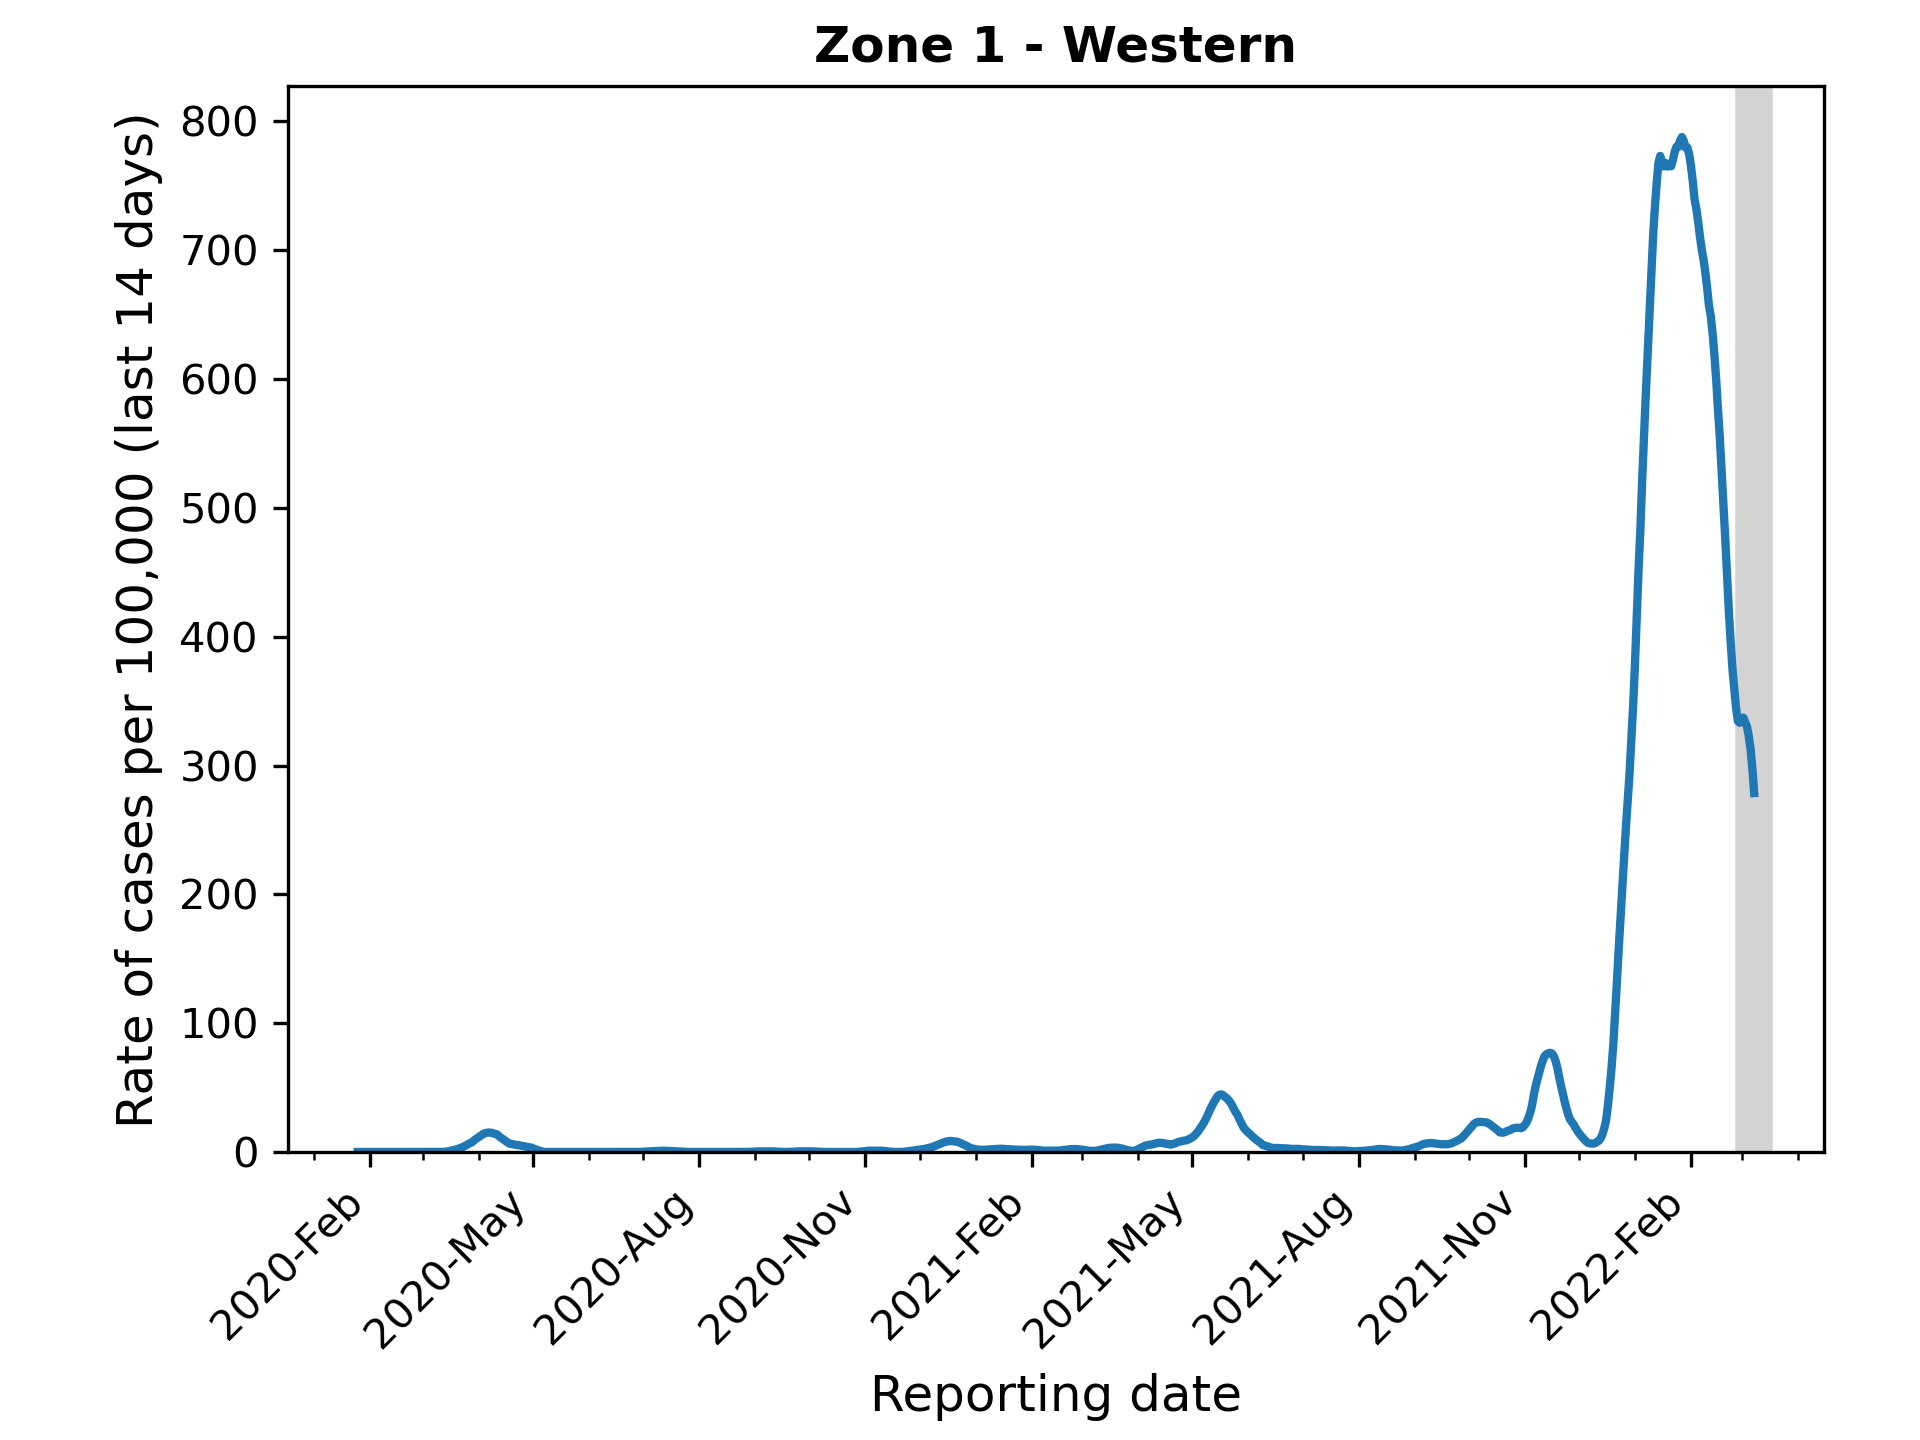 Zone 1 - Western
Rate of cases per 100,000 (last 14 days)
800
700
600
500
400
300
200
100
0
2020-Feb
2020-May
2020-Aug
2020-Nov
2021-Feb
2021-May
2021-Aug
2021-Nov
2022-Feb
Reporting date